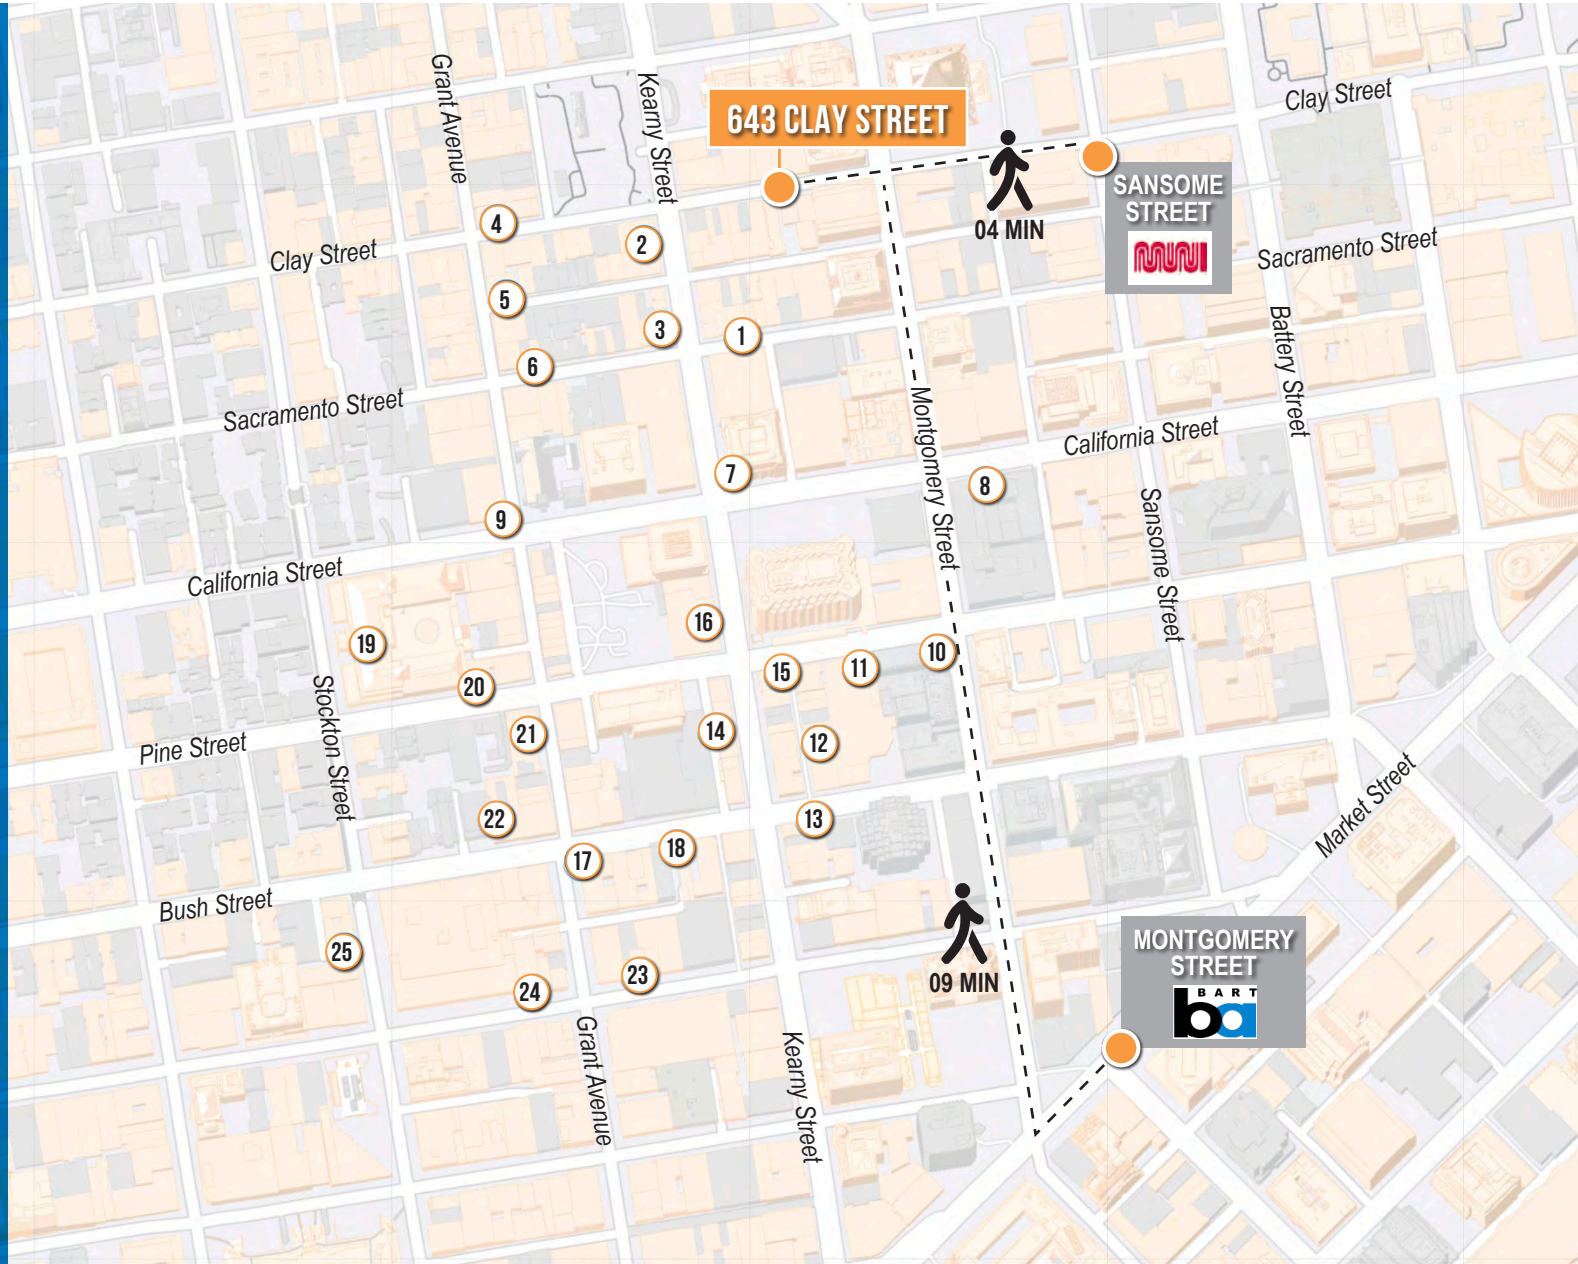 Grant Avenue
Kearny Street
643 CLAY STREET
Clay Street
04 MIN
SANSOME
STREET
muni
4
2
Clay Street
Sacramento Street
5
3
1
6
Battery Street
Sacramento Street
Montgomery Street
California Street
7
8
9
Sansome Street
California Street
16
19
10
15
11
20
Stockton Street
21
14
12
Pine Street
22
13
Market Street
17
18
Bush Street
25
09 MIN
MONTGOMERY
STREET
BART
ba
24
23
Grant Avenue
Kearny Street